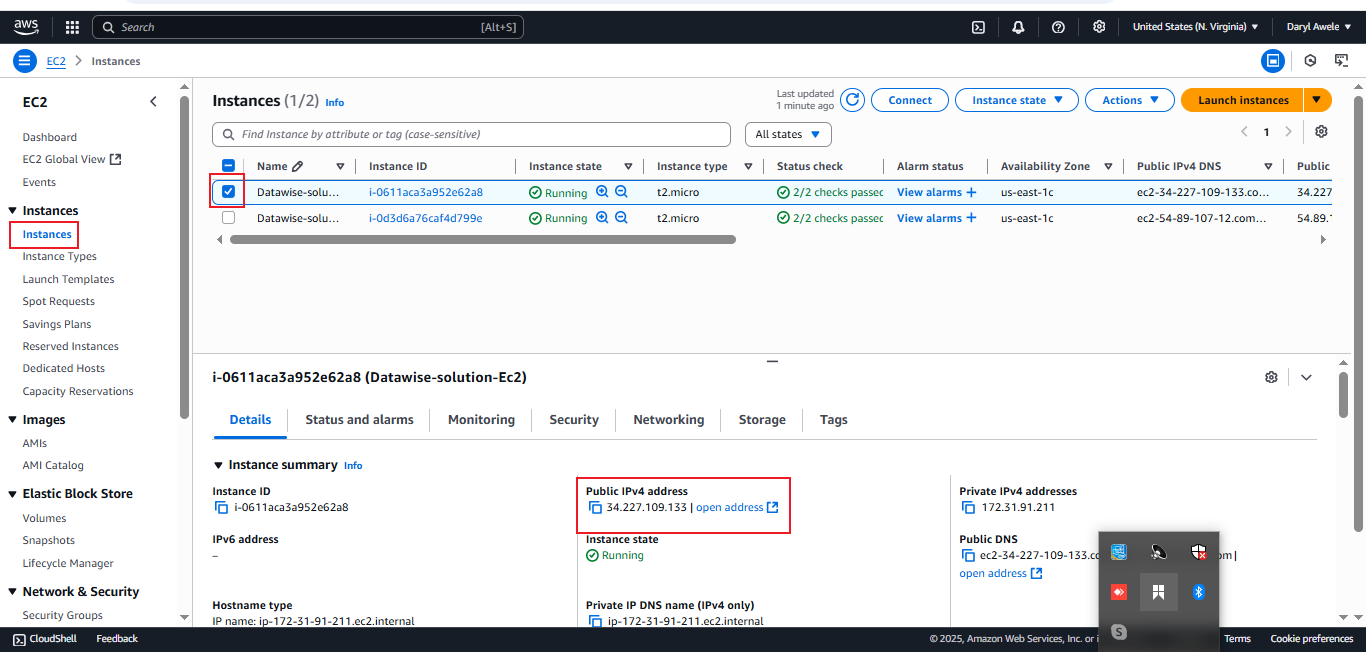 aws Search [Alt+S] United States (N. Virginia) Daryl Awele
EC2 Instances
EC2
Dashboard
EC2 Global View
Events
Instances
Instances
Instance Types
Launch Templates
Spot Requests
Savings Plans
Reserved Instances
Dedicated Hosts
Capacity Reservations
Images
AMIs
AMI Catalog
Elastic Block Store
Volumes
Snapshots
Lifecycle Manager
Network & Security
Security Groups
Instances (1/2) Info
Last updated
1 minute ago
Connect Instance state Actions Launch instances
Find Instance by attribute or tag (case-sensitive) All states 1
Name Instance ID Instance state Instance type Status check Alarm status Availability Zone Public IPv4 DNS Public
Datawise-solu... i-0611aca3a952e62a8 Running t2.micro 2/2 checks passec View alarms + us-east-1c ec2-34-227-109-133.co... 34.227
Datawise-solu... i-0d3d6a76caf4d799e Running t2.micro 2/2 checks passec View alarms + us-east-1c ec2-54-89-107-12.com... 54.89.
i-0611aca3a952e62a8 (Datawise-solution-Ec2)
Details Status and alarms Monitoring Security Networking Storage Tags
Instance summary Info
Instance ID
i-0611aca3a952e62a8
Public IPv4 address
34.227.109.133 | open address
Private IPv4 addresses
172.31.91.211
IPv6 address
–
Instance state
Running
Public DNS
ec2-34-227-109-133.co om |
open address
Hostname type
IP name: ip-172-31-91-211.ec2.internal
Private IP DNS name (IPv4 only)
ip-172-31-91-211.ec2.internal
CloudShell Feedback © 2025, Amazon Web Services, Inc. or i Terms Cookie preferences